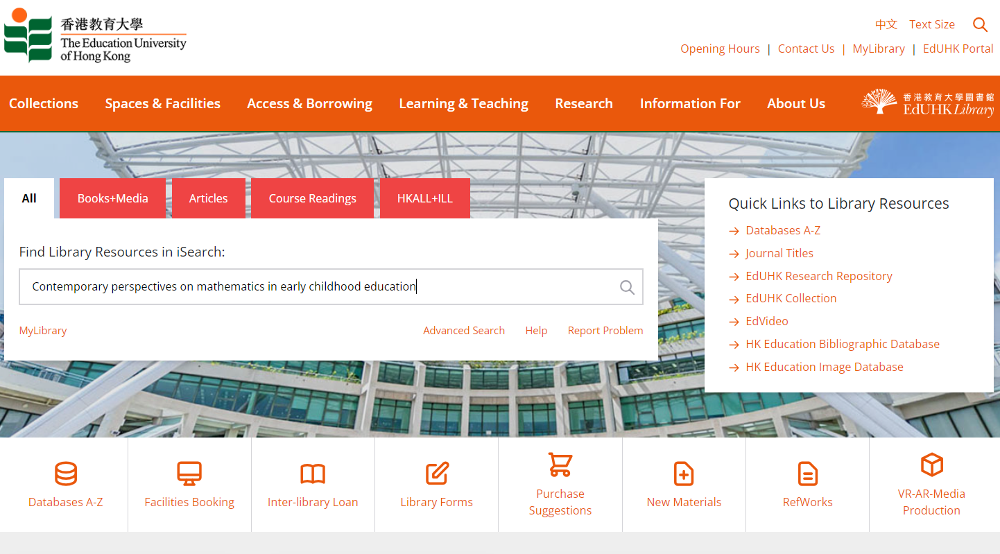 香港教育大學
The Education University
of Hong Kong
中文 Text Size
Opening Hours | Contact Us | MyLibrary | EdUHK Portal
Collections Spaces & Facilities Access & Borrowing Learning & Teaching Research Information For About Us
香港教育大學圖書館
EdUHK Library
All Books+Media Articles Course Readings HKALL+ILL
Find Library Resources in iSearch:
Contemporary perspectives on mathematics in early childhood education
MyLibrary Advanced Search Help Report Problem
Quick Links to Library Resources
Databases A-Z
Journal Titles
EdUHK Research Repository
EdUHK Collection
EdVideo
HK Education Bibliographic Database
HK Education Image Database
Databases A-Z
Facilities Booking
Inter-library Loan
Library Forms
Purchase
Suggestions
New Materials
RefWorks
VR-AR-Media
Production